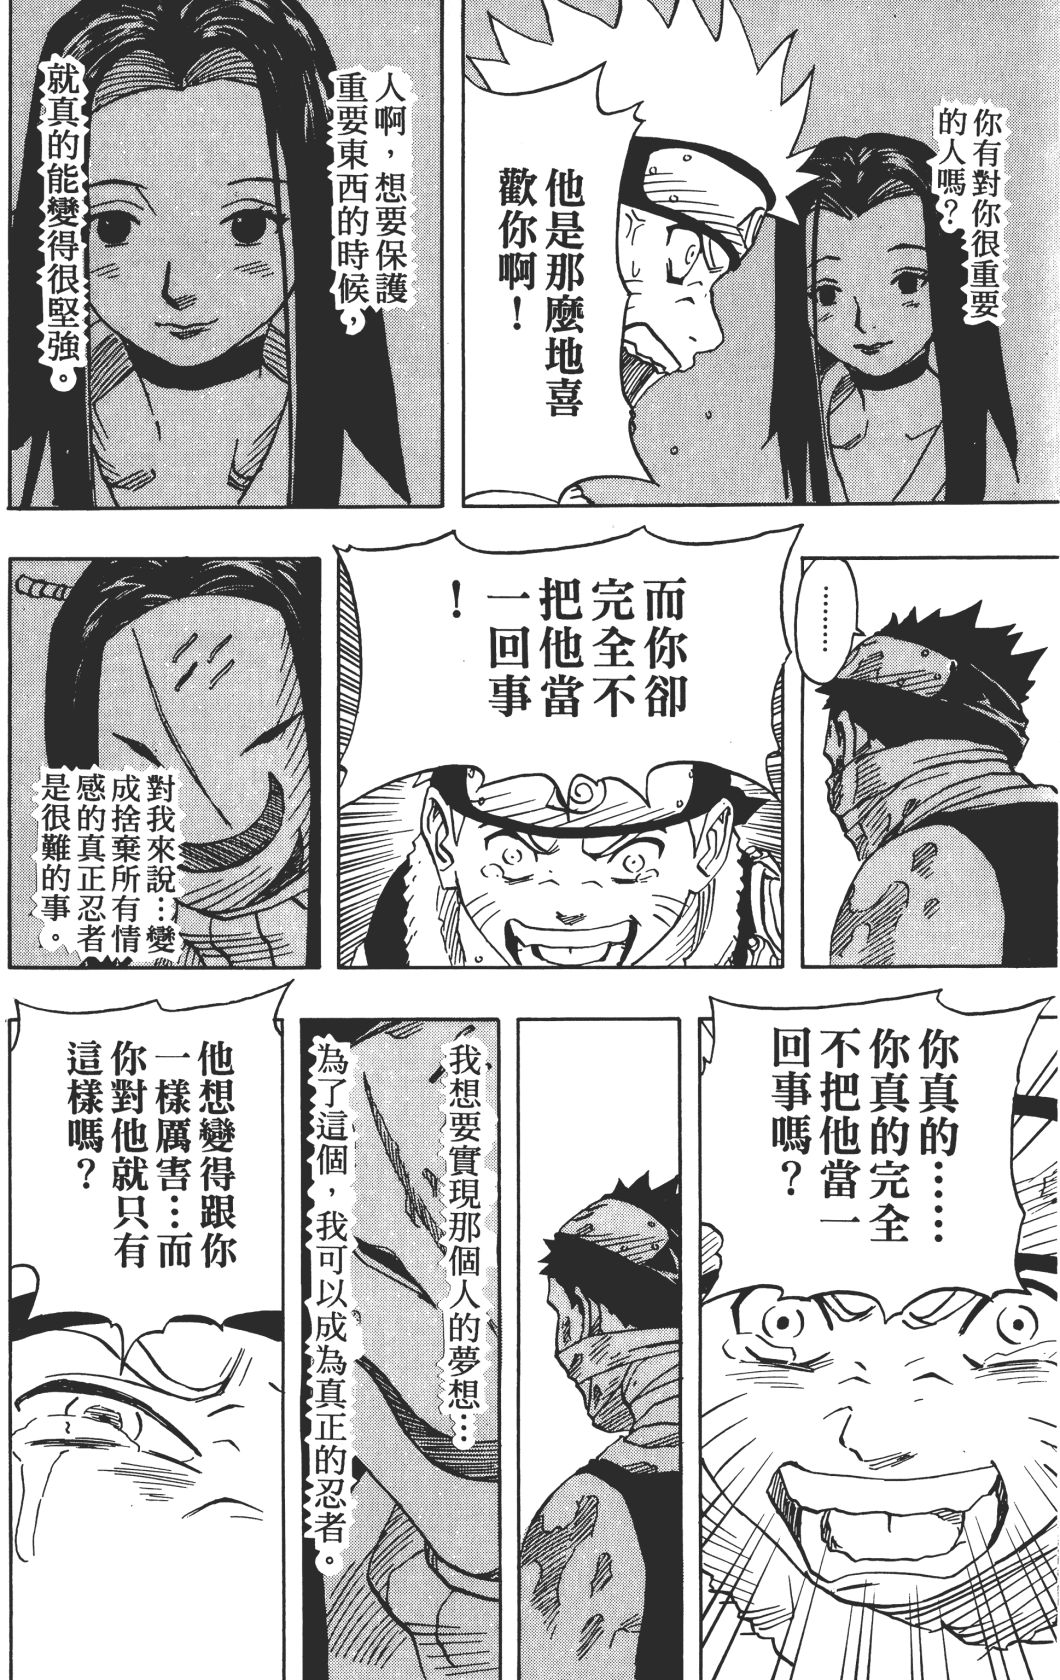 你有對你很重要
的人嗎？
他是那麼地喜
歡你啊！
人啊，想要保護
重要東西的時候，
就真的能變得很堅強。
⋯⋯⋯
而你卻
完全不
把他當
一回事
！
對我來說⋯變
成捨棄所有情
感的真正忍者
是很難的事。
你真的⋯⋯
你真的完全
不把他當一
回事嗎？
我想要實現那個人的夢想⋯
為了這個，我可以成為真正的忍者。
他想變得跟你
一樣厲害⋯而
你對他就只有
這樣嗎？